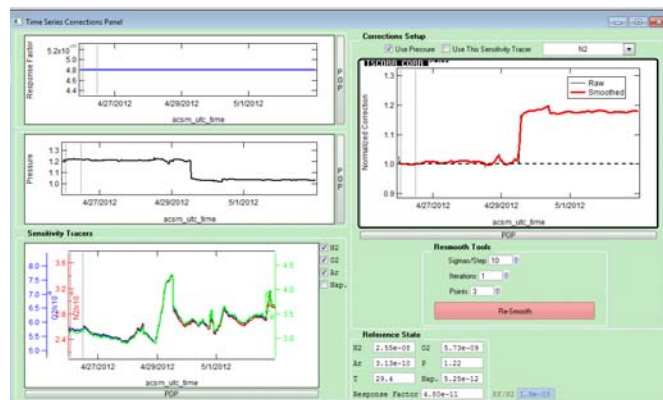 Time Series Corrections Panel
Response Factor
5.0
4.8
4.6
4.4
4/27/2012 4/29/2012 5/1/2012
acsm_utc_time
POP
Pressure
1.3
1.2
1.1
1.0
4/27/2012 4/29/2012 5/1/2012
acsm_utc_time
POP
Sensitivity Tracers
8.0
7.5
7.0
6.5
6.0
5.5
5.0
3.6
3.2
2.8
2.4
4.5
4.0
3.5
3.0
4/27/2012 4/29/2012 5/1/2012
acsm_utc_time
N2
O2
Ar
Nap.
POP
Corrections Setup
Use Pressure Use This Sensitivity Tracer N2
Raw
Smoothed
Normalized Correction
1.3
1.2
1.1
1.0
0.9
4/27/2012 4/29/2012 5/1/2012
acsm_utc_time
POP
Resmooth Tools
Sigmas/Step 10
Iterations 1
Points 3
Re-Smooth
Reference State
N2 2.55e-08 O2 5.73e-09
Ar 3.13e-10 P 1.22
T 29.4 Nap. 5.25e-12
Response Factor 4.80e-11 RF/N2